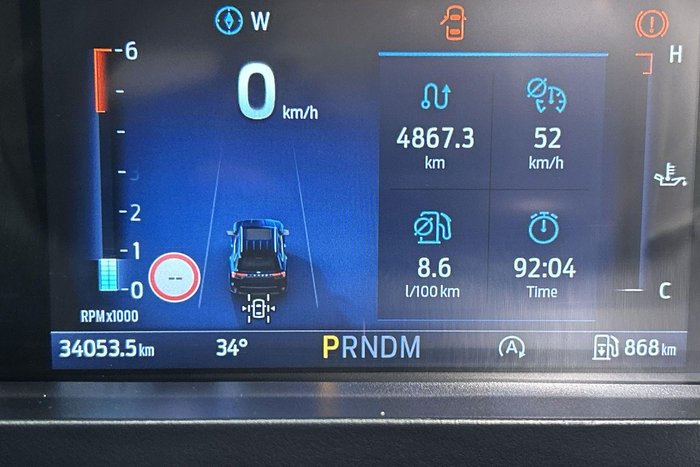 W
6
H
0 km/h
4867.3
km
52
km/h
2
1
0
--
8.6
l/100 km
92:04
Time
C
RPMx1000
34053.5 km
34°
PRNDM
A
868 km